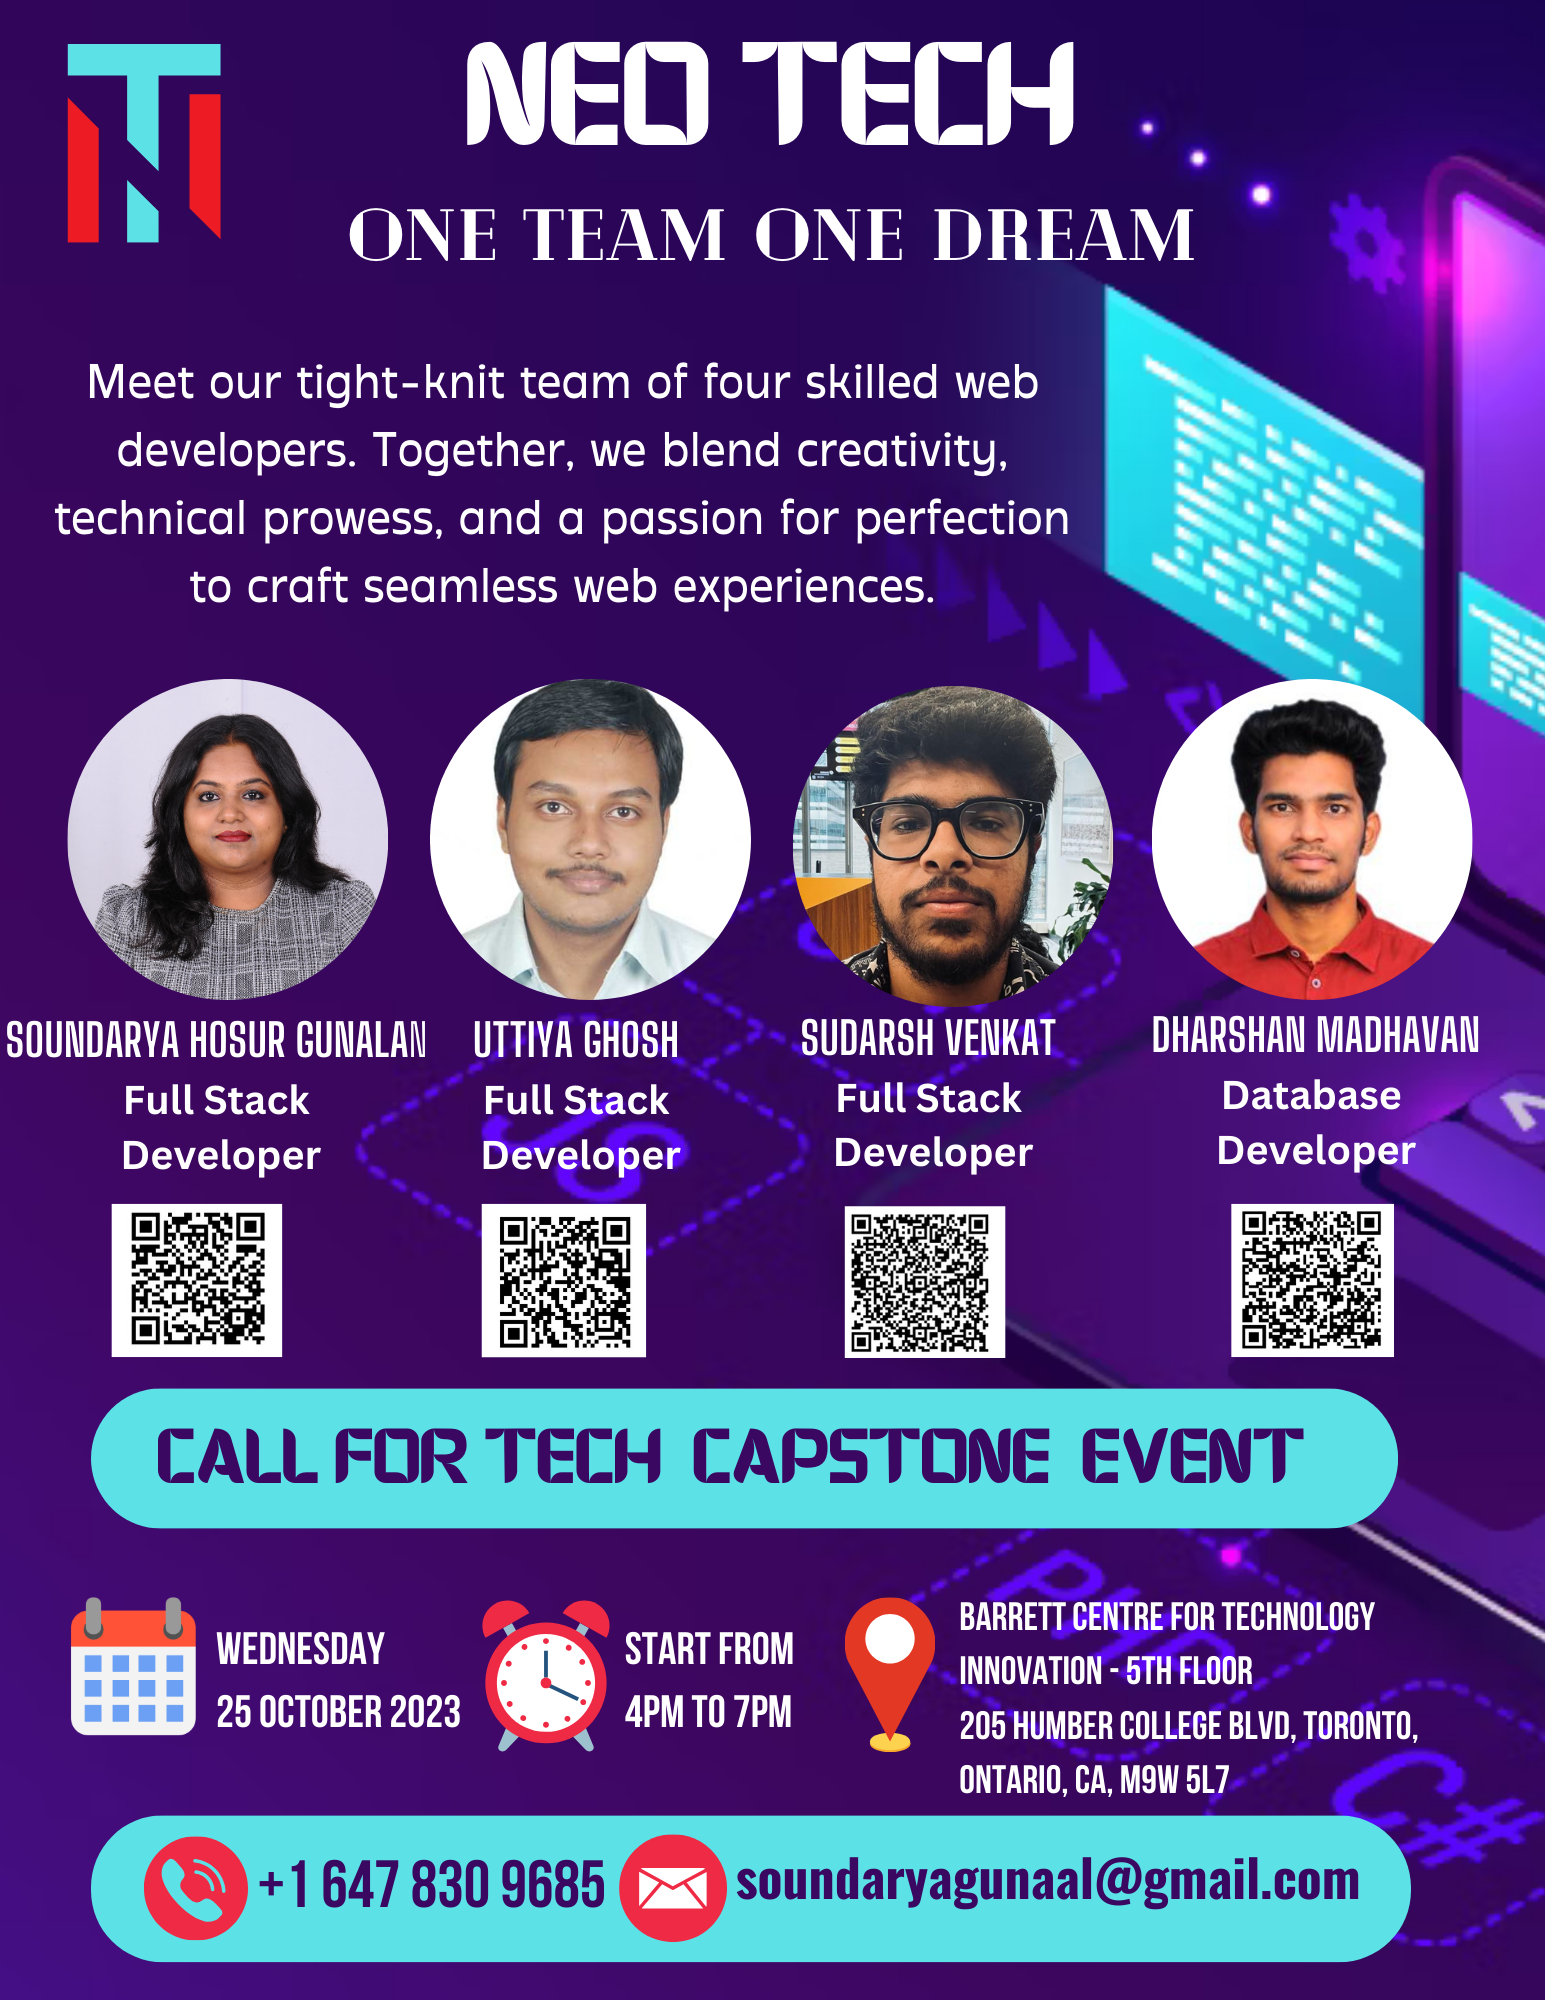 NEO TECH
ONE TEAM ONE DREAM
Meet our tight-knit team of four skilled web
developers. Together, we blend creativity,
technical prowess, and a passion for perfection
to craft seamless web experiences.
SOUNDARYA HOSUR GUNALAN
Full Stack
Developer
UTTIYA GHOSH
Full Stack
Developer
SUDARSH VENKAT
Full Stack
Developer
DHARSHAN MADHAVAN
Database
Developer
JS
CALL FOR TECH CAPSTONE EVENT
WEDNESDAY
25 OCTOBER 2023
START FROM
4PM TO 7PM
BARRETT CENTRE FOR TECHNOLOGY
INNOVATION - 5TH FLOOR
205 HUMBER COLLEGE BLVD, TORONTO,
ONTARIO, CA, M9W 5L7
PHP
C#
+1 647 830 9685
soundaryagunaal@gmail.com